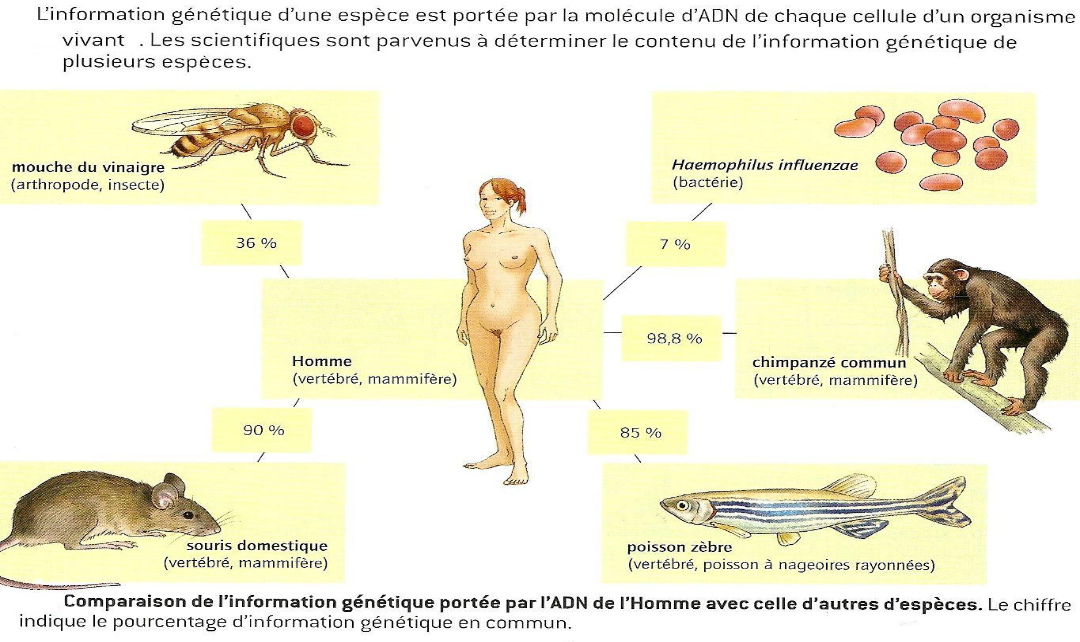 L'information génétique d'une espèce est portée par la molécule d'ADN de chaque cellule d'un organisme
vivant . Les scientifiques sont parvenus à déterminer le contenu de l'information génétique de
plusieurs espèces.
mouche du vinaigre
(arthropode, insecte)
Haemophilus influenzae
(bactérie)
36 %
7 %
98,8 %
Homme
(vertébré, mammifère)
chimpanzé commun
(vertébré, mammifère)
90 %
85 %
souris domestique
(vertébré, mammifère)
poisson zèbre
(vertébré, poisson à nageoires rayonnées)
Comparaison de l'information génétique portée par l'ADN de l'Homme avec celle d'autres d'espèces. Le chiffre
indique le pourcentage d'information génétique en commun.